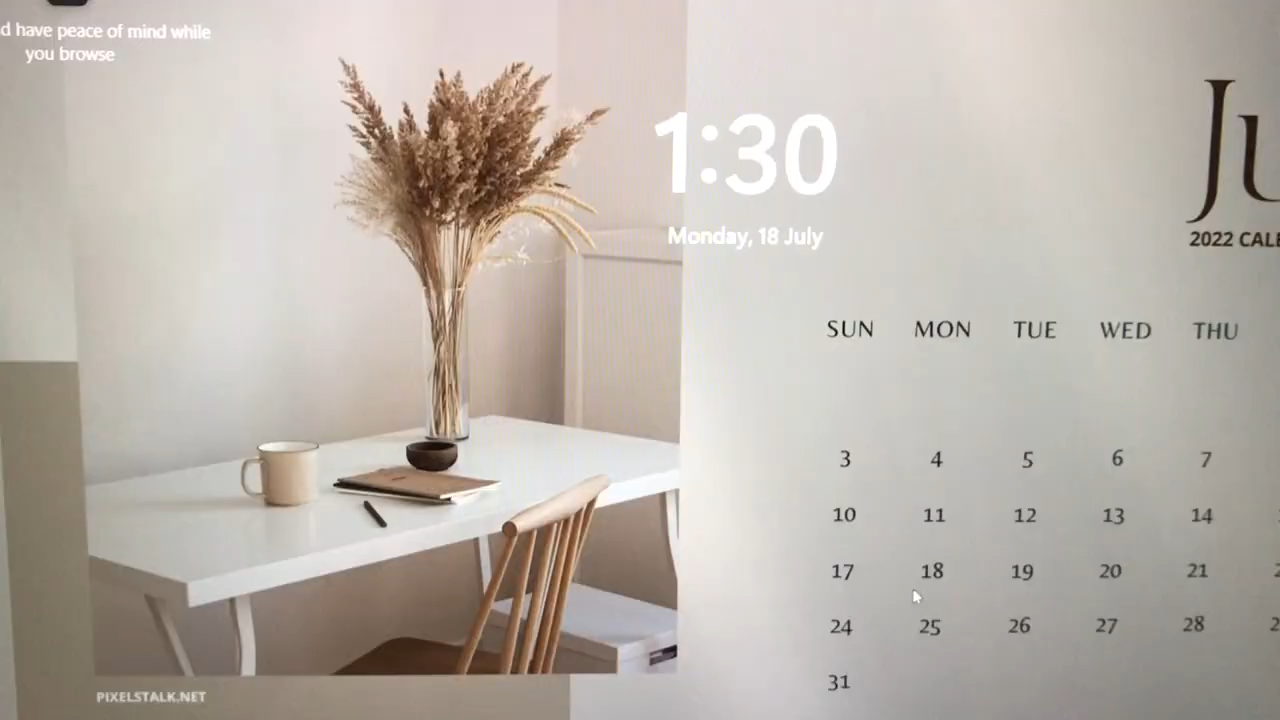 d have peace of mind while
you browse
1:30
Monday, 18 July
Ju
2022 CALE
SUN MON TUE WED THU
3 4 5 6 7
10 11 12 13 14
17 18 19 20 21 2
24 25 26 27 28 2
31
PIXELSTALK.NET